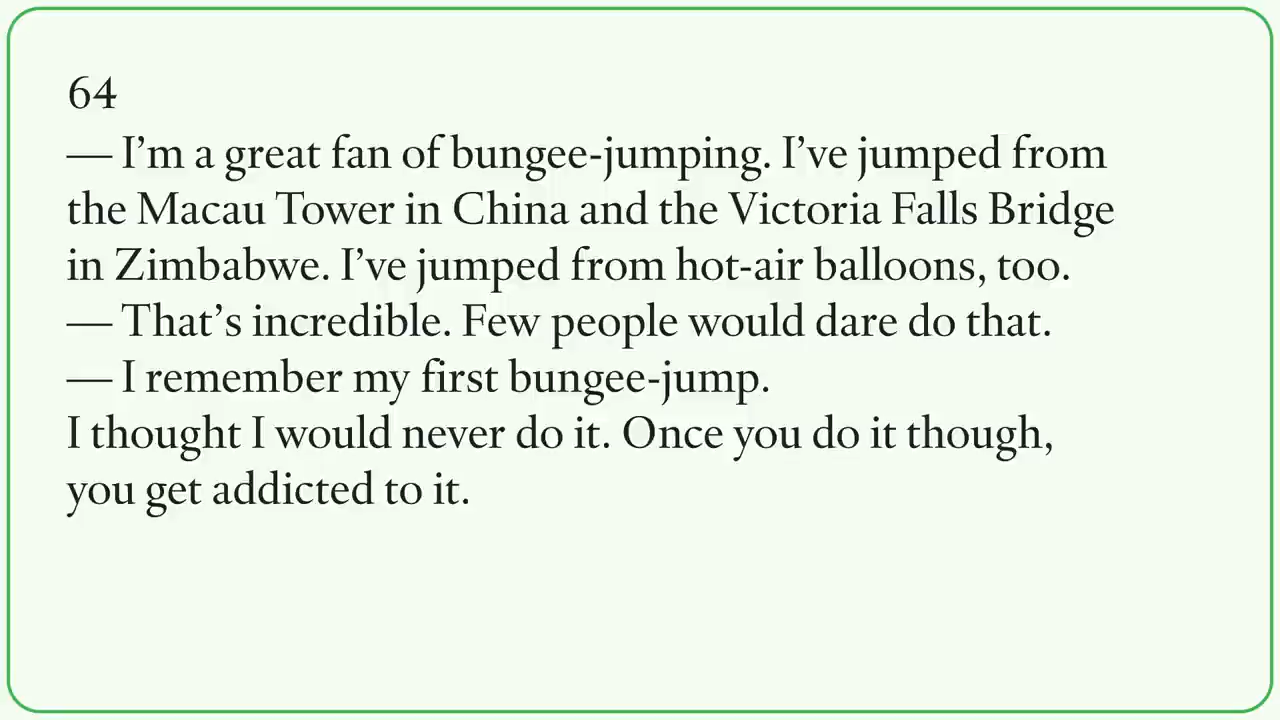 64
— I’m a great fan of bungee-jumping. I’ve jumped from
the Macau Tower in China and the Victoria Falls Bridge
in Zimbabwe. I’ve jumped from hot-air balloons, too.
— That’s incredible. Few people would dare do that.
— I remember my first bungee-jump.
I thought I would never do it. Once you do it though,
you get addicted to it.